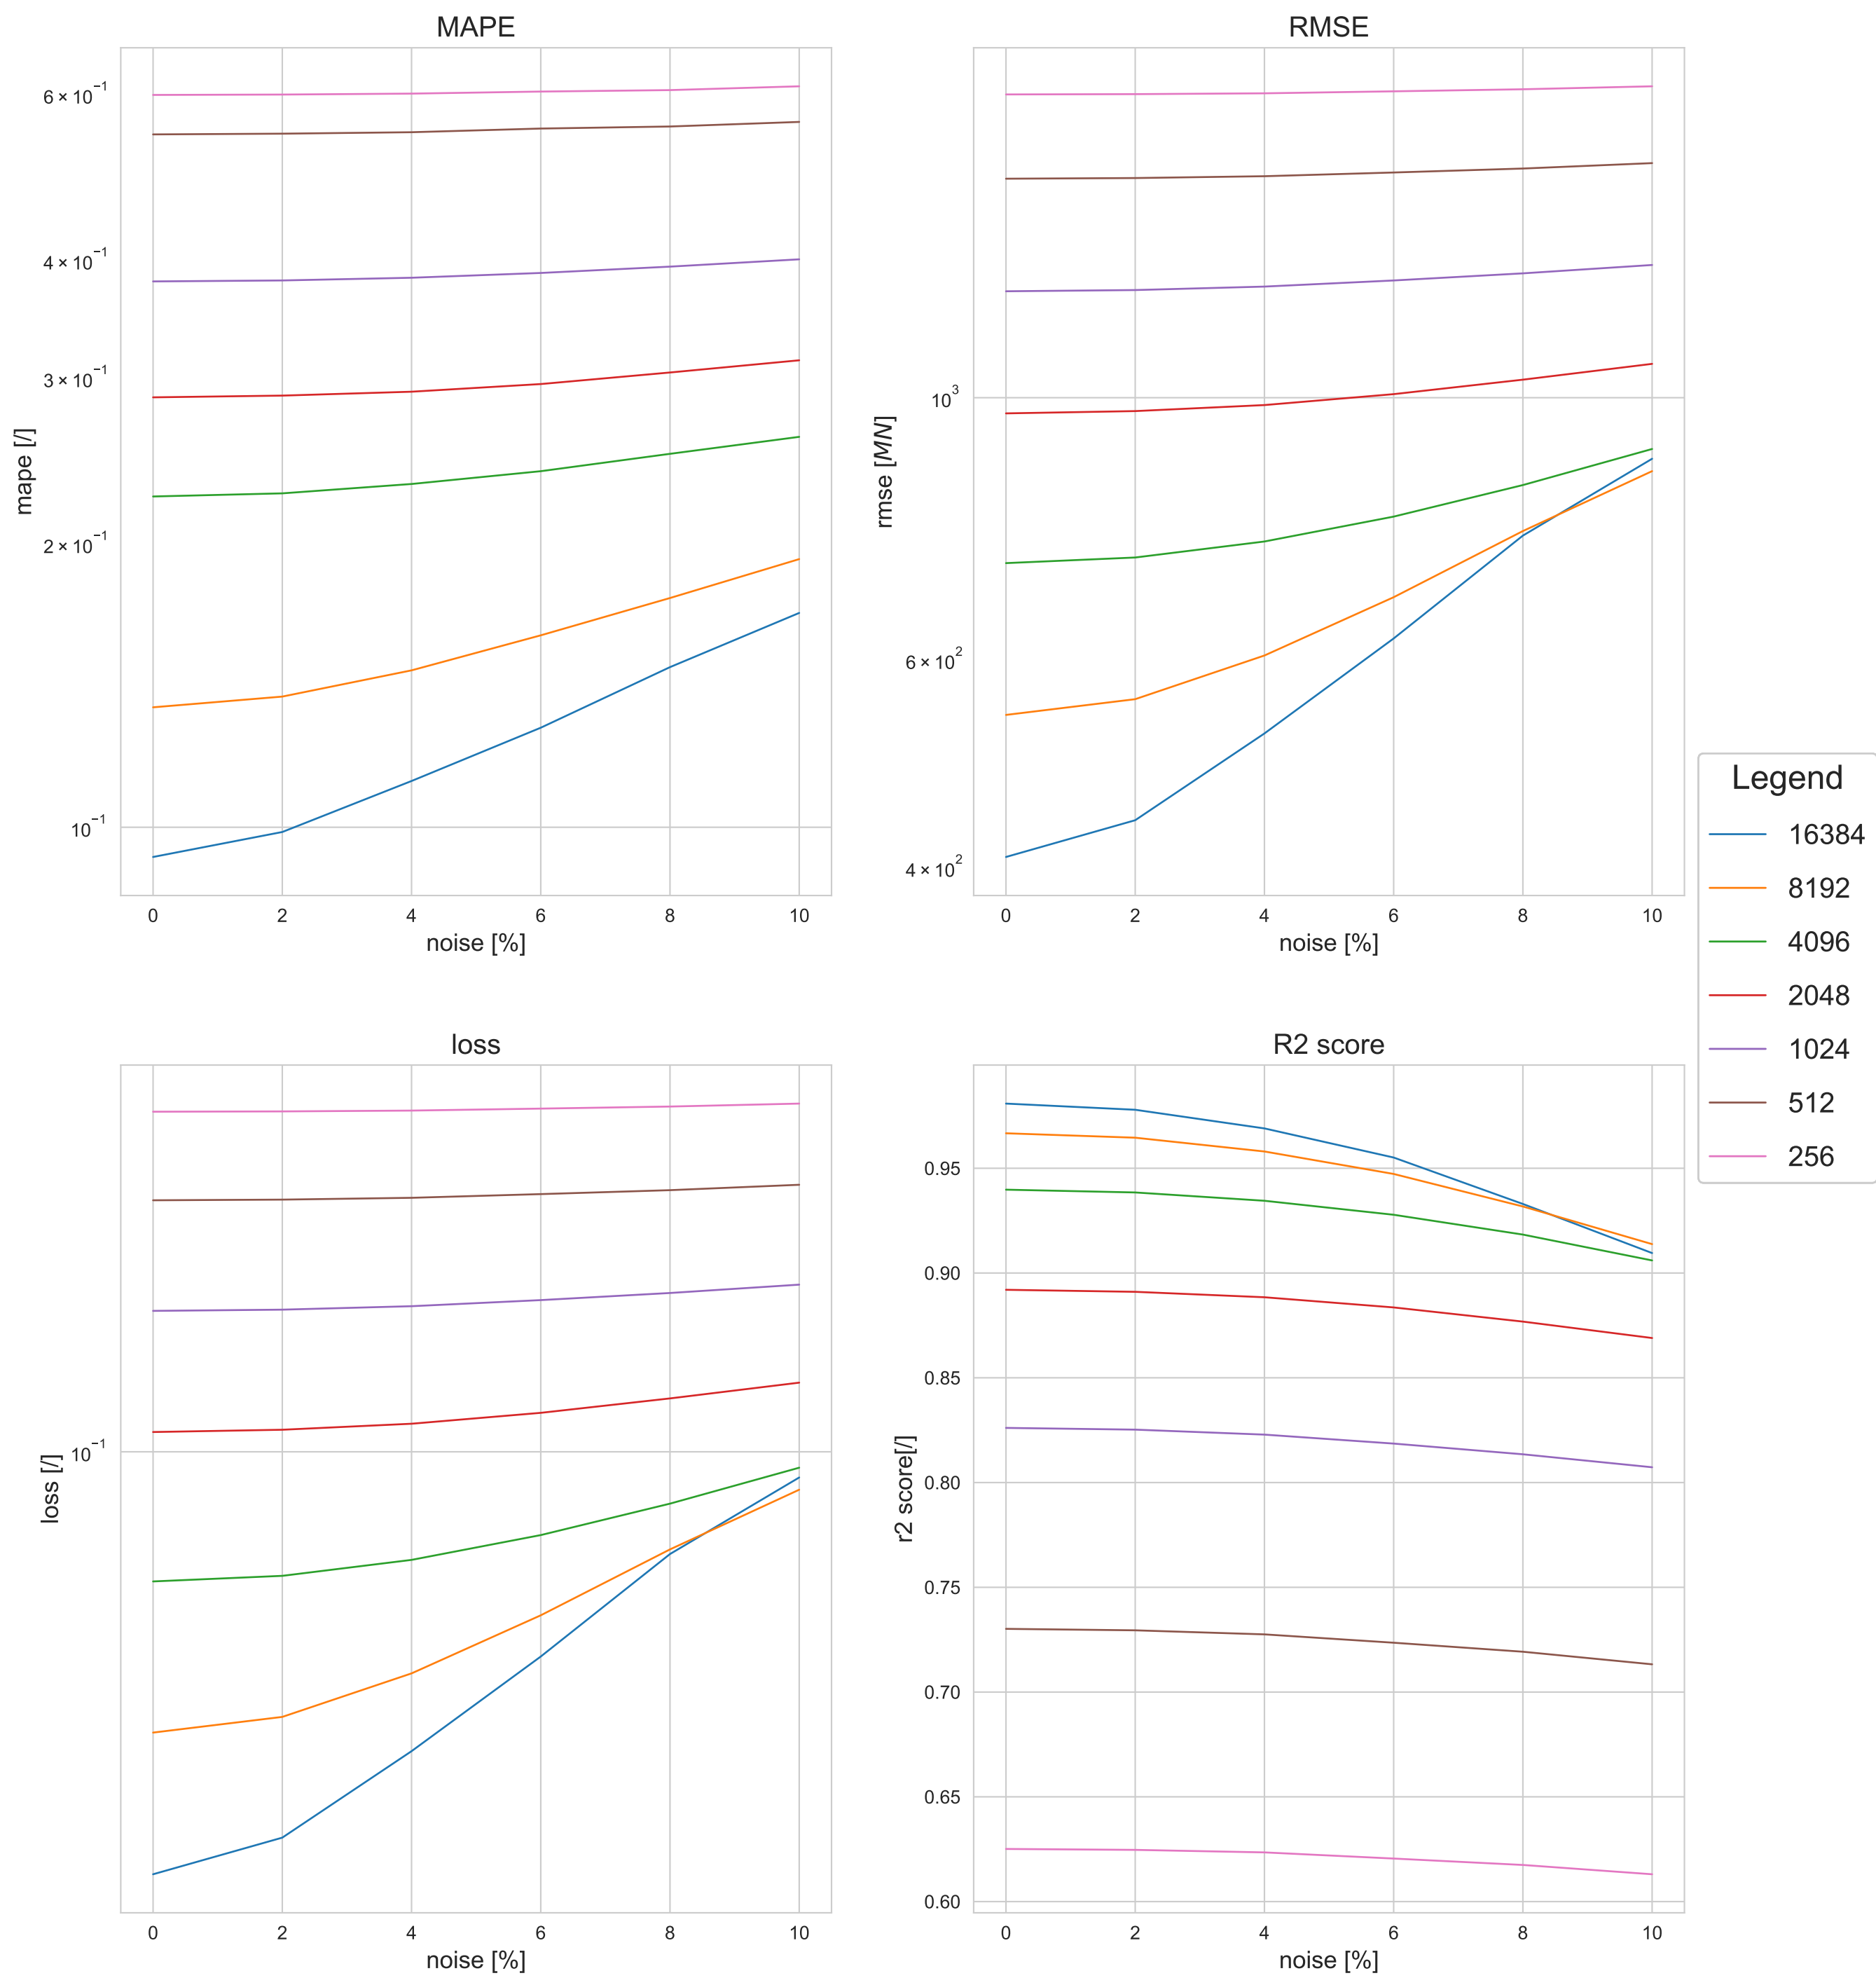 MAPE
6 × 10⁻¹
4 × 10⁻¹
3 × 10⁻¹
2 × 10⁻¹
10⁻¹
mape [/]
0 2 4 6 8 10
noise [%]
RMSE
10³
6 × 10²
4 × 10²
rmse [MN]
0 2 4 6 8 10
noise [%]
Legend
16384
8192
4096
2048
1024
512
256
loss
10⁻¹
loss [/]
0 2 4 6 8 10
noise [%]
R2 score
0.95
0.90
0.85
0.80
0.75
0.70
0.65
0.60
r2 score[/]
0 2 4 6 8 10
noise [%]